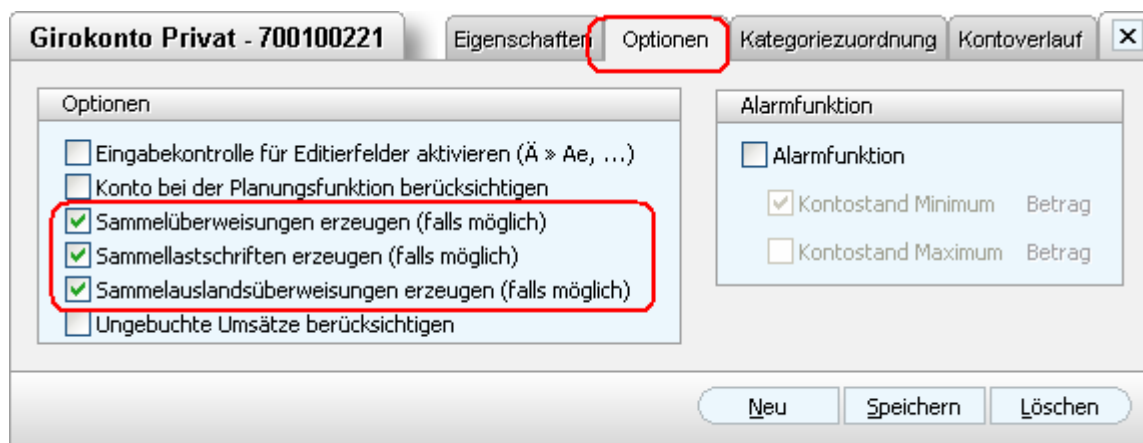 Girokonto Privat - 700100221
Eigenschaften
Optionen
Kategoriezuordnung
Kontoverlauf
Optionen
Eingabekontrolle für Editierfelder aktivieren (Ä » Ae, ...)
Konto bei der Planungsfunktion berücksichtigen
Sammelüberweisungen erzeugen (falls möglich)
Sammellastschriften erzeugen (falls möglich)
Sammelauslandsüberweisungen erzeugen (falls möglich)
Ungebuchte Umsätze berücksichtigen
Alarmfunktion
Alarmfunktion
Kontostand Minimum Betrag
Kontostand Maximum Betrag
Neu
Speichern
Löschen